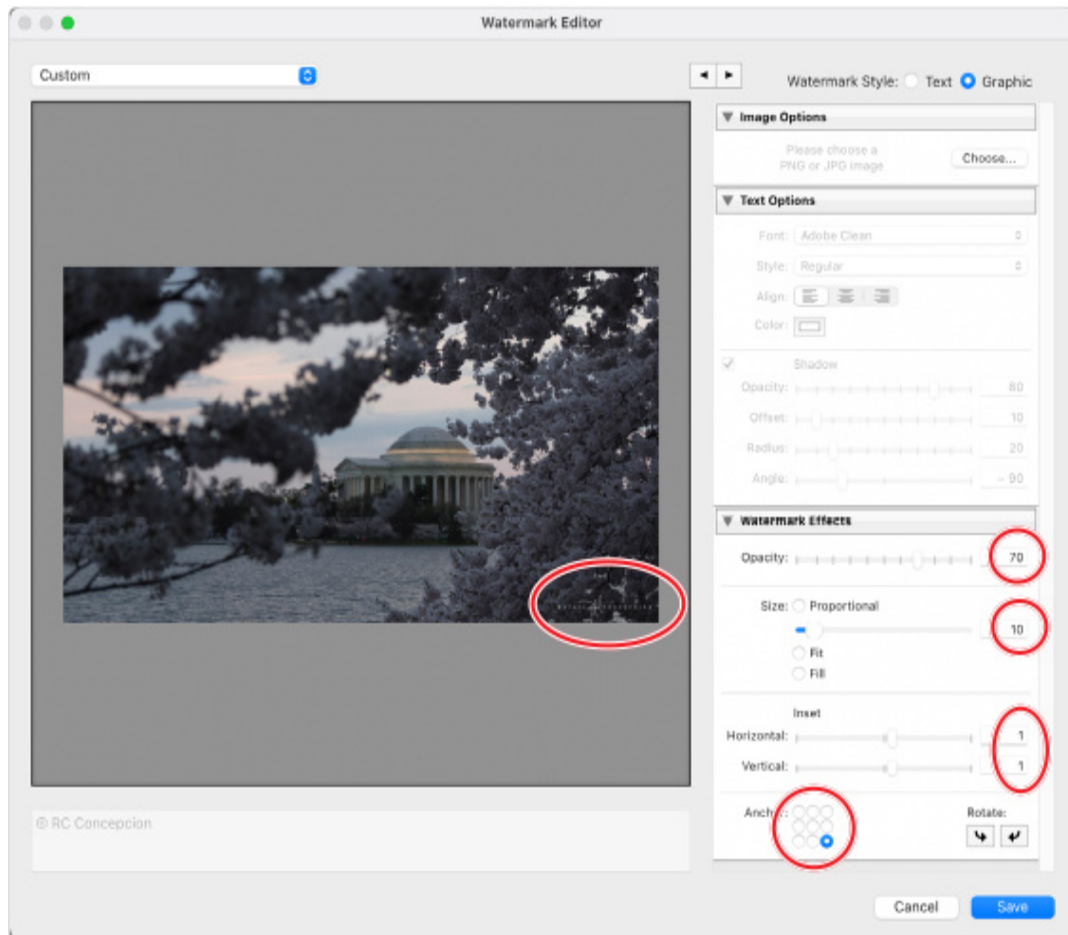 Watermark Editor
Custom
Watermark Style: Text Graphic
Image Options
Please choose a
PNG or JPG image
Choose...
Text Options
Font: Adobe Clean
Style: Regular
Align:
Color:
Shadow
Opacity: 80
Offset: 10
Radius: 20
Angle: - 90
Watermark Effects
Opacity: 70
Size: Proportional
10
Fit
Fill
Inset
Horizontal: 1
Vertical: 1
Rotate:
© RC Concepcion
Cancel Save